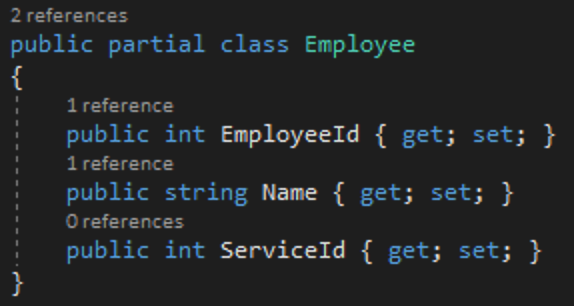 2 references
public partial class Employee
{
1 reference
public int EmployeeId { get; set; }
1 reference
public string Name { get; set; }
0 references
public int ServiceId { get; set; }
}